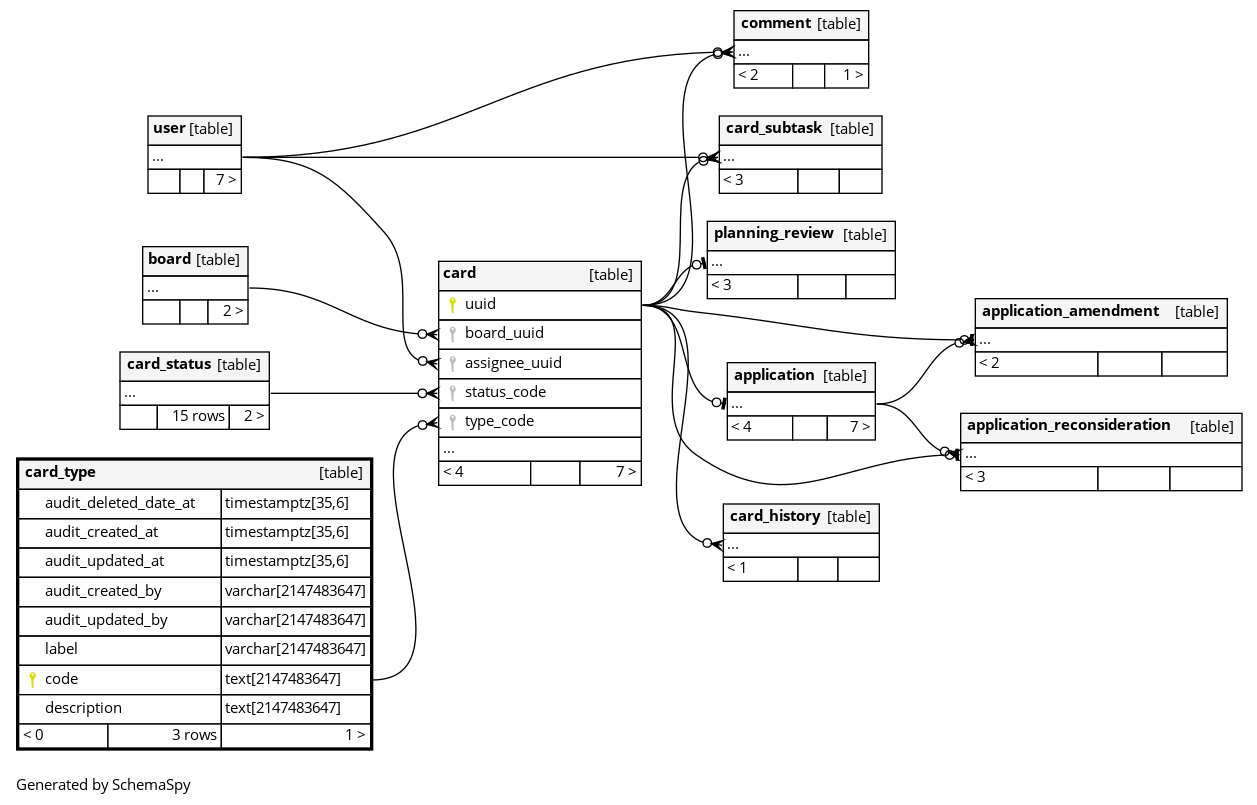 comment [table]
...
< 2 1 >
user [table]
...
7 >
card_subtask [table]
...
< 3
planning_review [table]
...
< 3
board [table]
...
2 >
card [table]
uuid
board_uuid
assignee_uuid
status_code
type_code
...
< 4 7 >
application_amendment [table]
...
< 2
card_status [table]
...
15 rows 2 >
application [table]
...
< 4 7 >
application_reconsideration [table]
...
< 3
card_type [table]
audit_deleted_date_at timestamptz[35,6]
audit_created_at timestamptz[35,6]
audit_updated_at timestamptz[35,6]
audit_created_by varchar[2147483647]
audit_updated_by varchar[2147483647]
label varchar[2147483647]
code text[2147483647]
description text[2147483647]
< 0 3 rows 1 >
card_history [table]
...
< 1
Generated by SchemaSpy